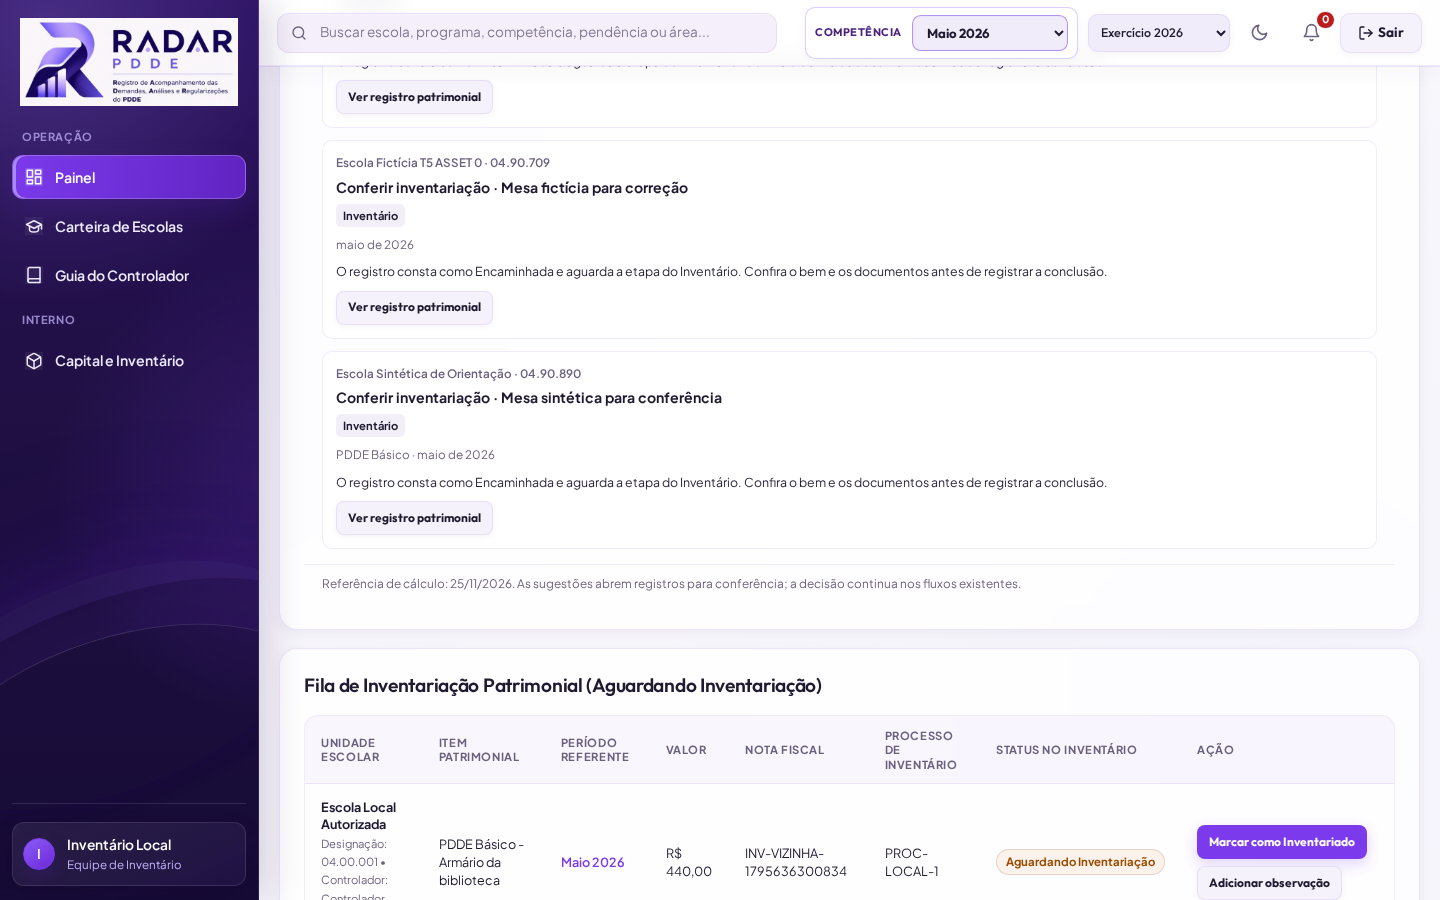 RADAR
PDDE
Registro de Acompanhamento das
Demandas, Análises e Regularizações
do PDDE
Buscar escola, programa, competência, pendência ou área...
COMPETÊNCIA
Maio 2026
Exercício 2026
0
Sair
OPERAÇÃO
Painel
Carteira de Escolas
Guia do Controlador
INTERNO
Capital e Inventário
Ver registro patrimonial
Escola Fictícia T5 ASSET 0 · 04.90.709
Conferir inventariação · Mesa fictícia para correção
Inventário
maio de 2026
O registro consta como Encaminhada e aguarda a etapa do Inventário. Confira o bem e os documentos antes de registrar a conclusão.
Ver registro patrimonial
Escola Sintética de Orientação · 04.90.890
Conferir inventariação · Mesa sintética para conferência
Inventário
PDDE Básico · maio de 2026
O registro consta como Encaminhada e aguarda a etapa do Inventário. Confira o bem e os documentos antes de registrar a conclusão.
Ver registro patrimonial
Referência de cálculo: 25/11/2026. As sugestões abrem registros para conferência; a decisão continua nos fluxos existentes.
Fila de Inventariação Patrimonial (Aguardando Inventariação)
UNIDADE
ESCOLAR
ITEM
PATRIMONIAL
PERÍODO
REFERENTE
VALOR
NOTA FISCAL
PROCESSO
DE
INVENTÁRIO
STATUS NO INVENTÁRIO
AÇÃO
Escola Local
Autorizada
Designação:
04.00.001 •
Controlador:
Controlador
PDDE Básico -
Armário da
biblioteca
Maio 2026
R$
440,00
INV-VIZINHA-
1795636300834
PROC-
LOCAL-1
Aguardando Inventariação
Marcar como Inventariado
Adicionar observação
I
Inventário Local
Equipe de Inventário